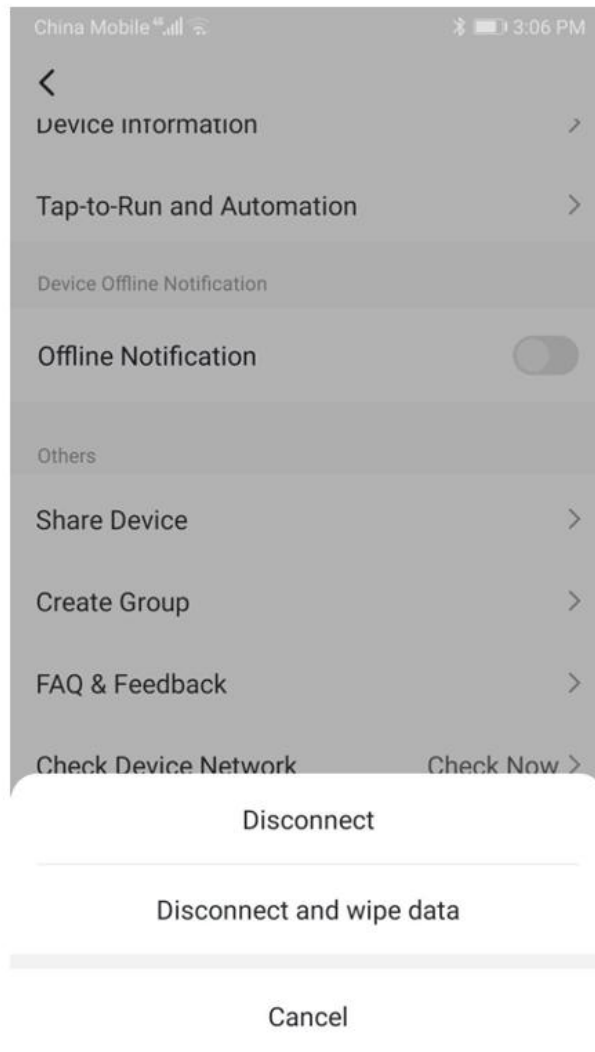 China Mobile 4G 3:06 PM
Device Information
Tap-to-Run and Automation
Device Offline Notification
Offline Notification
Others
Share Device
Create Group
FAQ & Feedback
Check Device Network Check Now
Disconnect
Disconnect and wipe data
Cancel